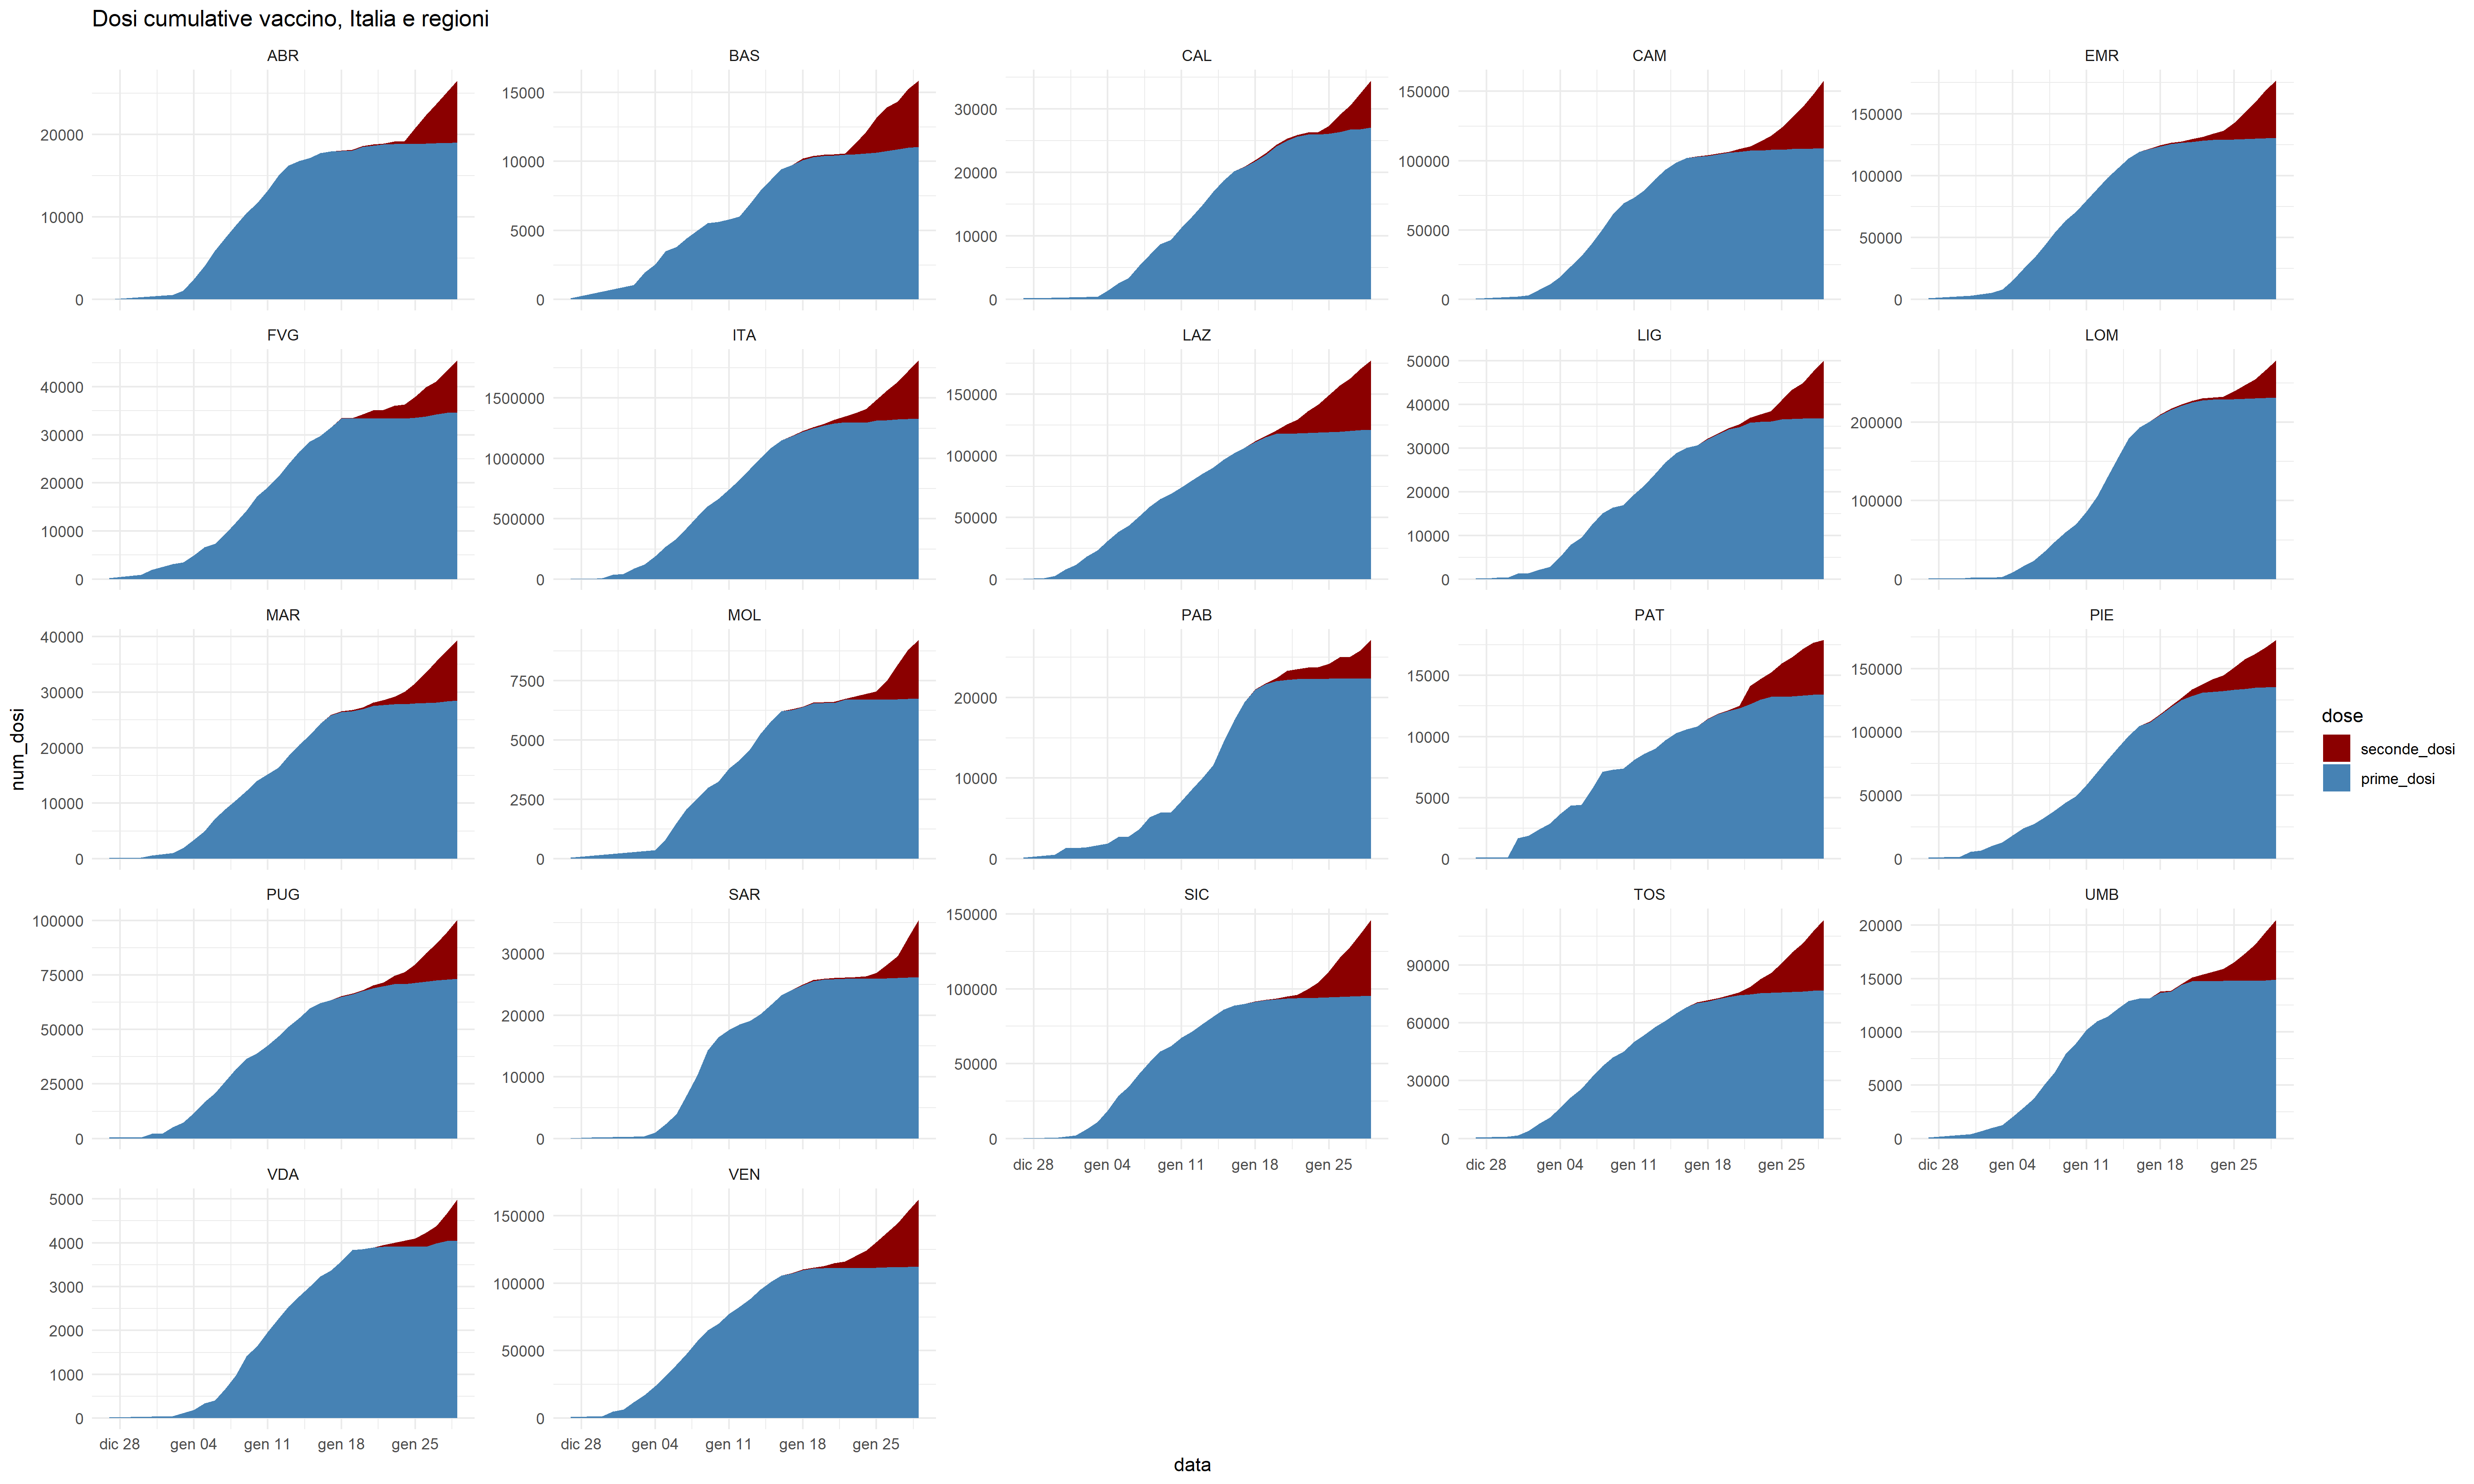 Dosi cumulative vaccino, Italia e regioni
ABR
BAS
CAL
CAM
EMR
20000
10000
0
15000
10000
5000
0
30000
20000
10000
0
150000
100000
50000
0
150000
100000
50000
0
FVG
ITA
LAZ
LIG
LOM
40000
30000
20000
10000
0
1500000
1000000
500000
0
150000
100000
50000
0
50000
40000
30000
20000
10000
0
200000
100000
0
MAR
MOL
PAB
PAT
PIE
40000
30000
20000
10000
0
7500
5000
2500
0
20000
10000
0
15000
10000
5000
0
150000
100000
50000
0
PUG
SAR
SIC
TOS
UMB
100000
75000
50000
25000
0
30000
20000
10000
0
150000
100000
50000
0
90000
60000
30000
0
20000
15000
10000
5000
0
dic 28 gen 04 gen 11 gen 18 gen 25
dic 28 gen 04 gen 11 gen 18 gen 25
dic 28 gen 04 gen 11 gen 18 gen 25
VDA
VEN
5000
4000
3000
2000
1000
0
150000
100000
50000
0
dic 28 gen 04 gen 11 gen 18 gen 25
dic 28 gen 04 gen 11 gen 18 gen 25
data
num_dosi
dose
seconde_dosi
prime_dosi